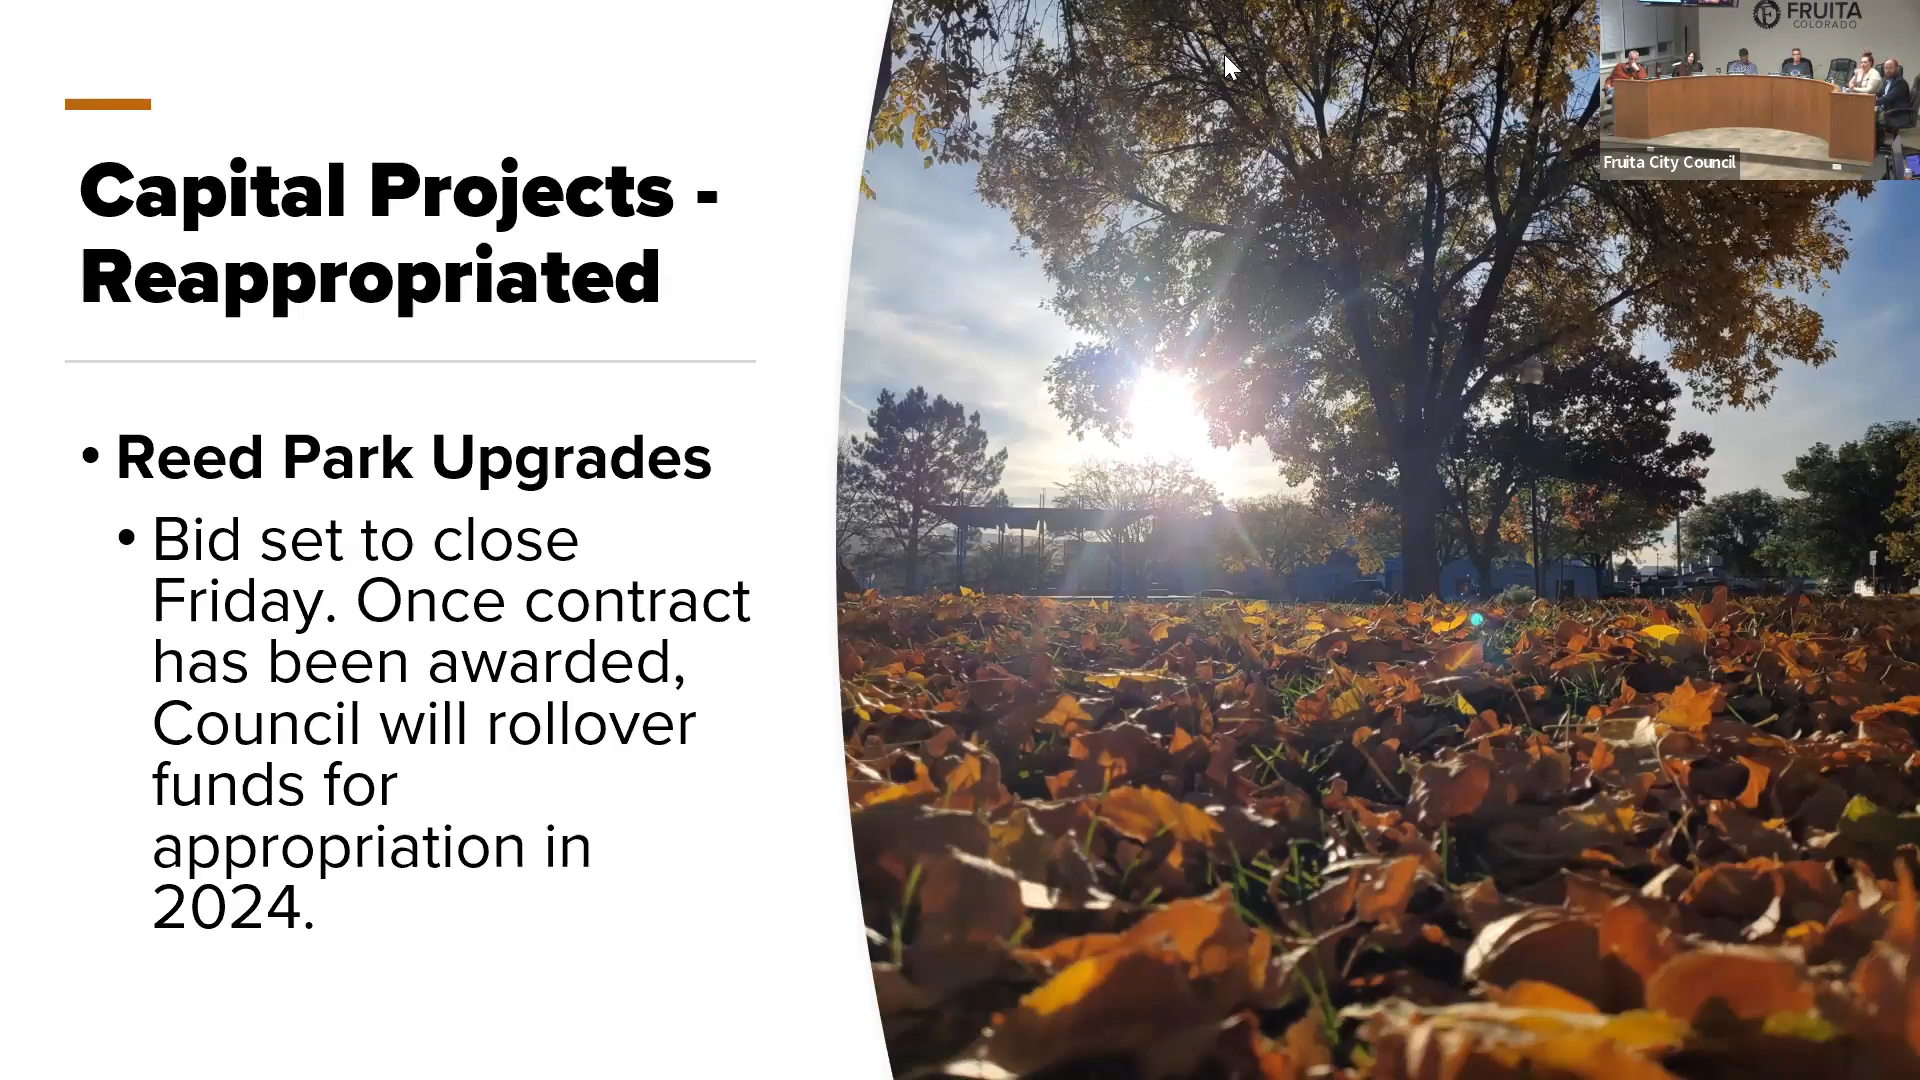 Capital Projects -
Reappropriated
• Reed Park Upgrades
• Bid set to close
Friday. Once contract
has been awarded,
Council will rollover
funds for
appropriation in
2024.
FRUITA
COLORADO
Fruita City Council